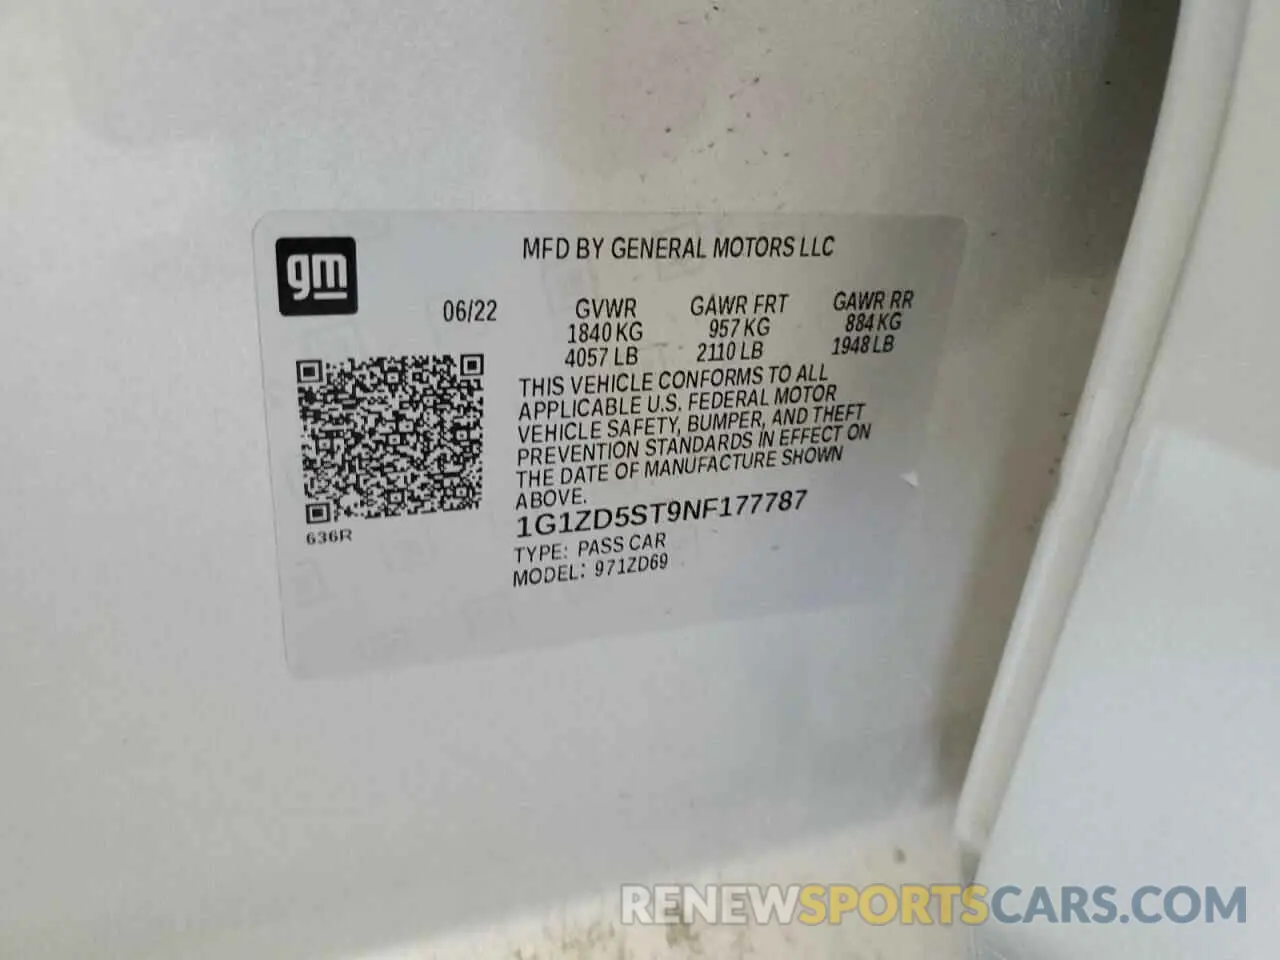 gm
MFD BY GENERAL MOTORS LLC
06/22 GVWR GAWR FRT GAWR RR
1840 KG 957 KG 884 KG
4057 LB 2110 LB 1948 LB
THIS VEHICLE CONFORMS TO ALL
APPLICABLE U.S. FEDERAL MOTOR
VEHICLE SAFETY, BUMPER, AND THEFT
PREVENTION STANDARDS IN EFFECT ON
THE DATE OF MANUFACTURE SHOWN
ABOVE.
1G1ZD5ST9NF177787
636R
TYPE: PASS CAR
MODEL: 971ZD69
RENEWSPORTSCARS.COM